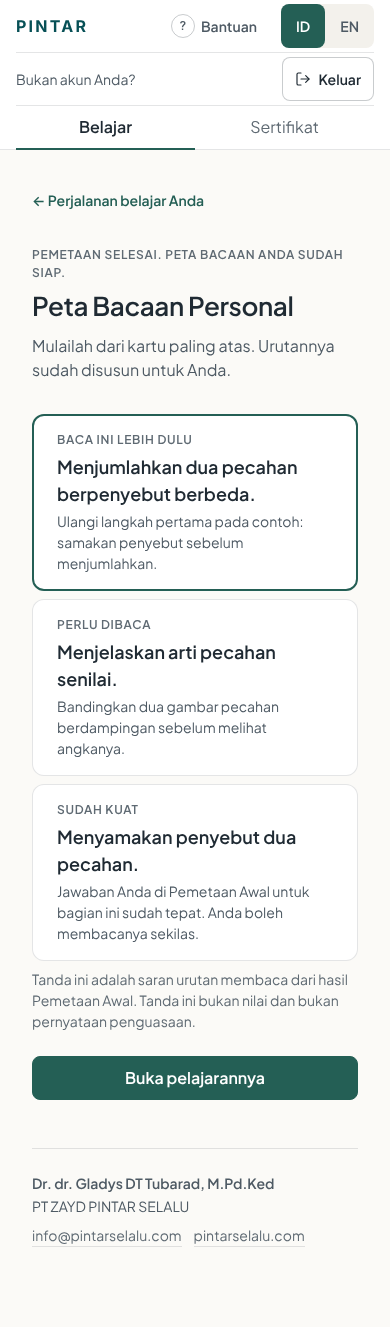 PINTAR
? Bantuan
ID
EN
Bukan akun Anda?
Keluar
Belajar
Sertifikat
← Perjalanan belajar Anda
PEMETAAN SELESAI. PETA BACAAN ANDA SUDAH
SIAP.
Peta Bacaan Personal
Mulailah dari kartu paling atas. Urutannya
sudah disusun untuk Anda.
BACA INI LEBIH DULU
Menjumlahkan dua pecahan
berpenyebut berbeda.
Ulangi langkah pertama pada contoh:
samakan penyebut sebelum
menjumlahkan.
PERLU DIBACA
Menjelaskan arti pecahan
senilai.
Bandingkan dua gambar pecahan
berdampingan sebelum melihat
angkanya.
SUDAH KUAT
Menyamakan penyebut dua
pecahan.
Jawaban Anda di Pemetaan Awal untuk
bagian ini sudah tepat. Anda boleh
membacanya sekilas.
Tanda ini adalah saran urutan membaca dari hasil
Pemetaan Awal. Tanda ini bukan nilai dan bukan
pernyataan penguasaan.
Buka pelajarannya
Dr. dr. Gladys DT Tubarad, M.Pd.Ked
PT ZAYD PINTAR SELALU
info@pintarselalu.com pintarselalu.com